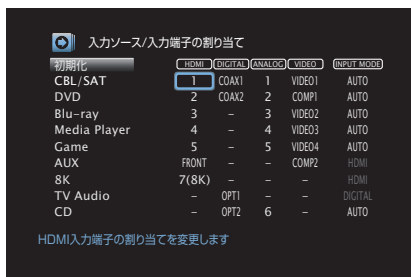 入力ソース/入力端子の割り当て
初期化 HDMI DIGITAL ANALOG VIDEO INPUT MODE
CBL/SAT 1 COAX1 1 VIDEO1 AUTO
DVD 2 COAX2 2 COMP1 AUTO
Blu-ray 3 – 3 VIDEO2 AUTO
Media Player 4 – 4 VIDEO3 AUTO
Game 5 – 5 VIDEO4 AUTO
AUX FRONT – – COMP2 HDMI
8K 7(8K) – – – HDMI
TV Audio – OPT1 – – DIGITAL
CD – OPT2 6 – AUTO
HDMI入力端子の割り当てを変更します